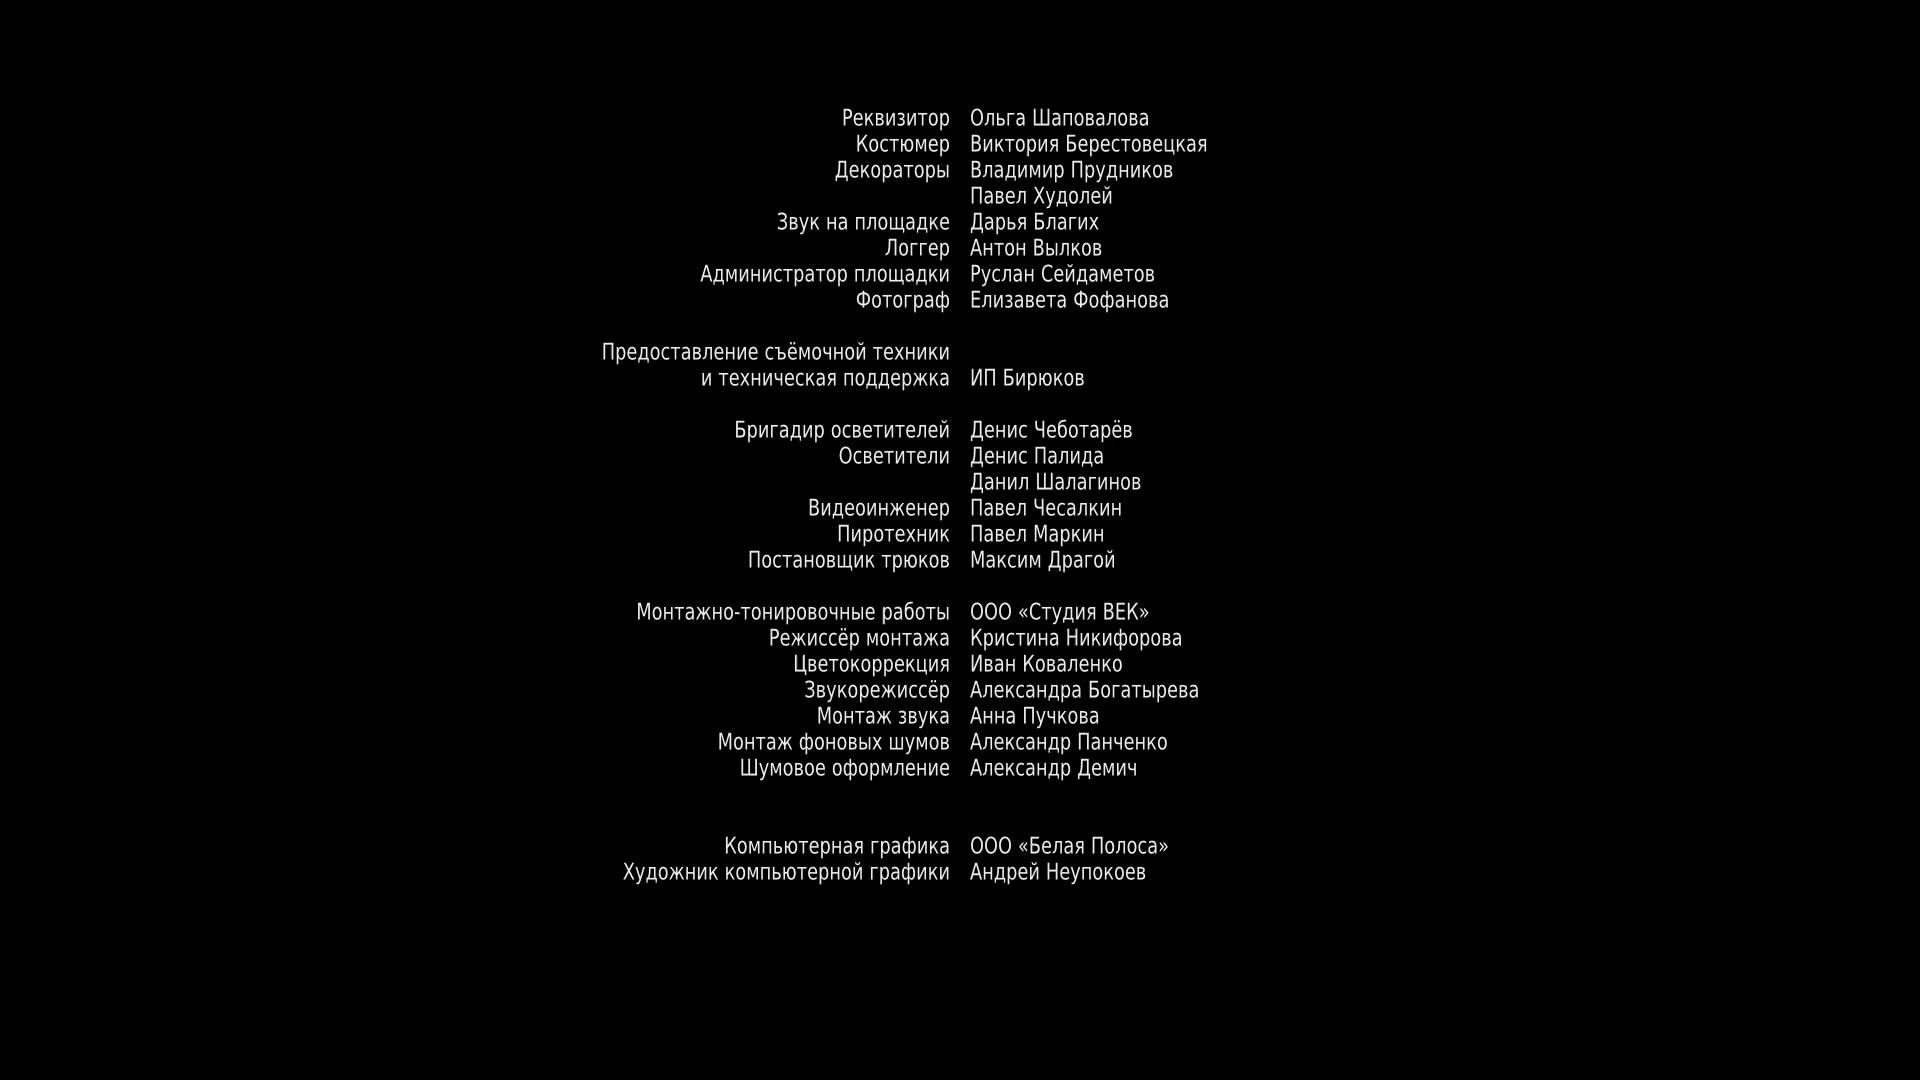 Реквизитор Ольга Шаповалова
Костюмер Виктория Берестовецкая
Декораторы Владимир Прудников
Павел Худолей
Звук на площадке Дарья Благих
Логгер Антон Вылков
Администратор площадки Руслан Сейдаметов
Фотограф Елизавета Фофанова
Предоставление съёмочной техники
и техническая поддержка ИП Бирюков
Бригадир осветителей Денис Чеботарёв
Осветители Денис Палида
Данил Шалагинов
Видеоинженер Павел Чесалкин
Пиротехник Павел Маркин
Постановщик трюков Максим Драгой
Монтажно-тонировочные работы ООО «Студия ВЕК»
Режиссёр монтажа Кристина Никифорова
Цветокоррекция Иван Коваленко
Звукорежиссёр Александра Богатырева
Монтаж звука Анна Пучкова
Монтаж фоновых шумов Александр Панченко
Шумовое оформление Александр Демич
Компьютерная графика ООО «Белая Полоса»
Художник компьютерной графики Андрей Неупокоев